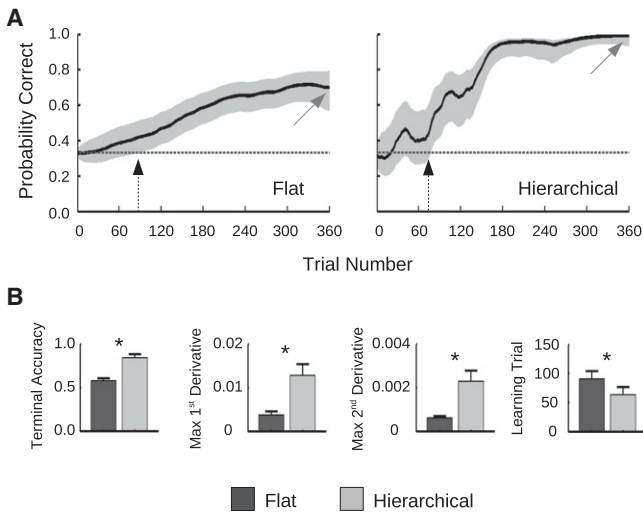 A
Probability Correct
1.0
0.8
0.6
0.4
0.2
0.0
Flat
Hierarchical
0 60 120 180 240 300 360
0 60 120 180 240 300 360
Trial Number
B
Terminal Accuracy
1.0
0.5
0.0
*
Max 1st Derivative
0.02
0.01
0
*
Max 2nd Derivative
0.004
0.002
0
*
Learning Trial
150
100
50
0
*
Flat
Hierarchical